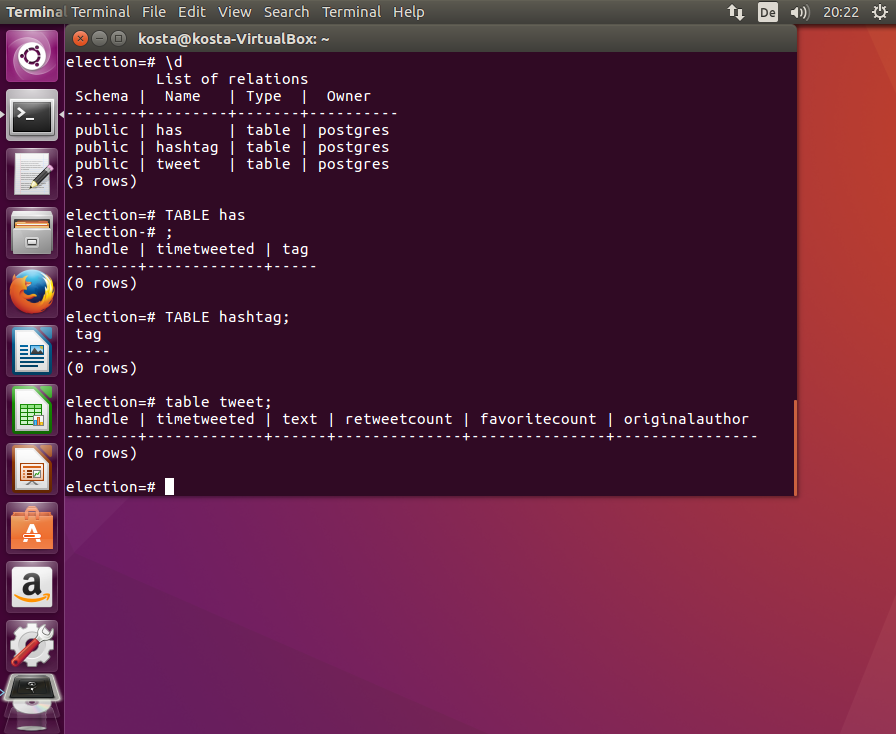 Terminal Terminal File Edit View Search Terminal Help De 20:22
kosta@kosta-VirtualBox: ~
election=# \d
          List of relations
 Schema |  Name   | Type  |  Owner
--------+---------+-------+----------
 public | has     | table | postgres
 public | hashtag | table | postgres
 public | tweet   | table | postgres
(3 rows)
election=# TABLE has
election-# ;
 handle | timetweeted | tag
--------+-------------+-----
(0 rows)
election=# TABLE hashtag;
 tag
-----
(0 rows)
election=# table tweet;
 handle | timetweeted | text | retweetcount | favoritecount | originalauthor
--------+-------------+------+--------------+---------------+----------------
(0 rows)
election=#